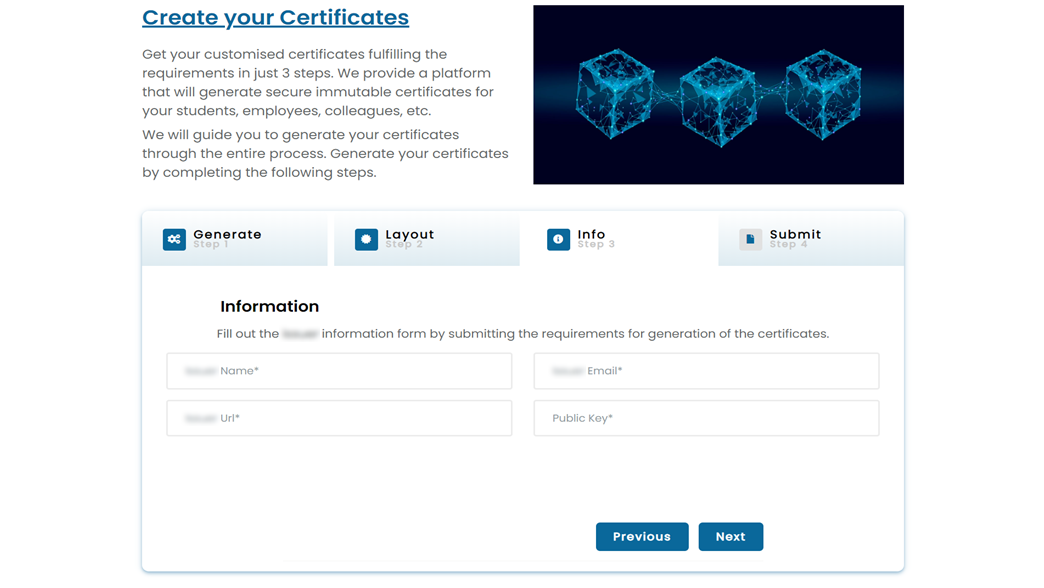 Create your Certificates
Get your customised certificates fulfilling the
requirements in just 3 steps. We provide a platform
that will generate secure immutable certificates for
your students, employees, colleagues, etc.
We will guide you to generate your certificates
through the entire process. Generate your certificates
by completing the following steps.
Generate
Step 1
Layout
Step 2
Info
Step 3
Submit
Step 4
Information
Fill out the information form by submitting the requirements for generation of the certificates.
Name*
Email*
Url*
Public Key*
Previous
Next